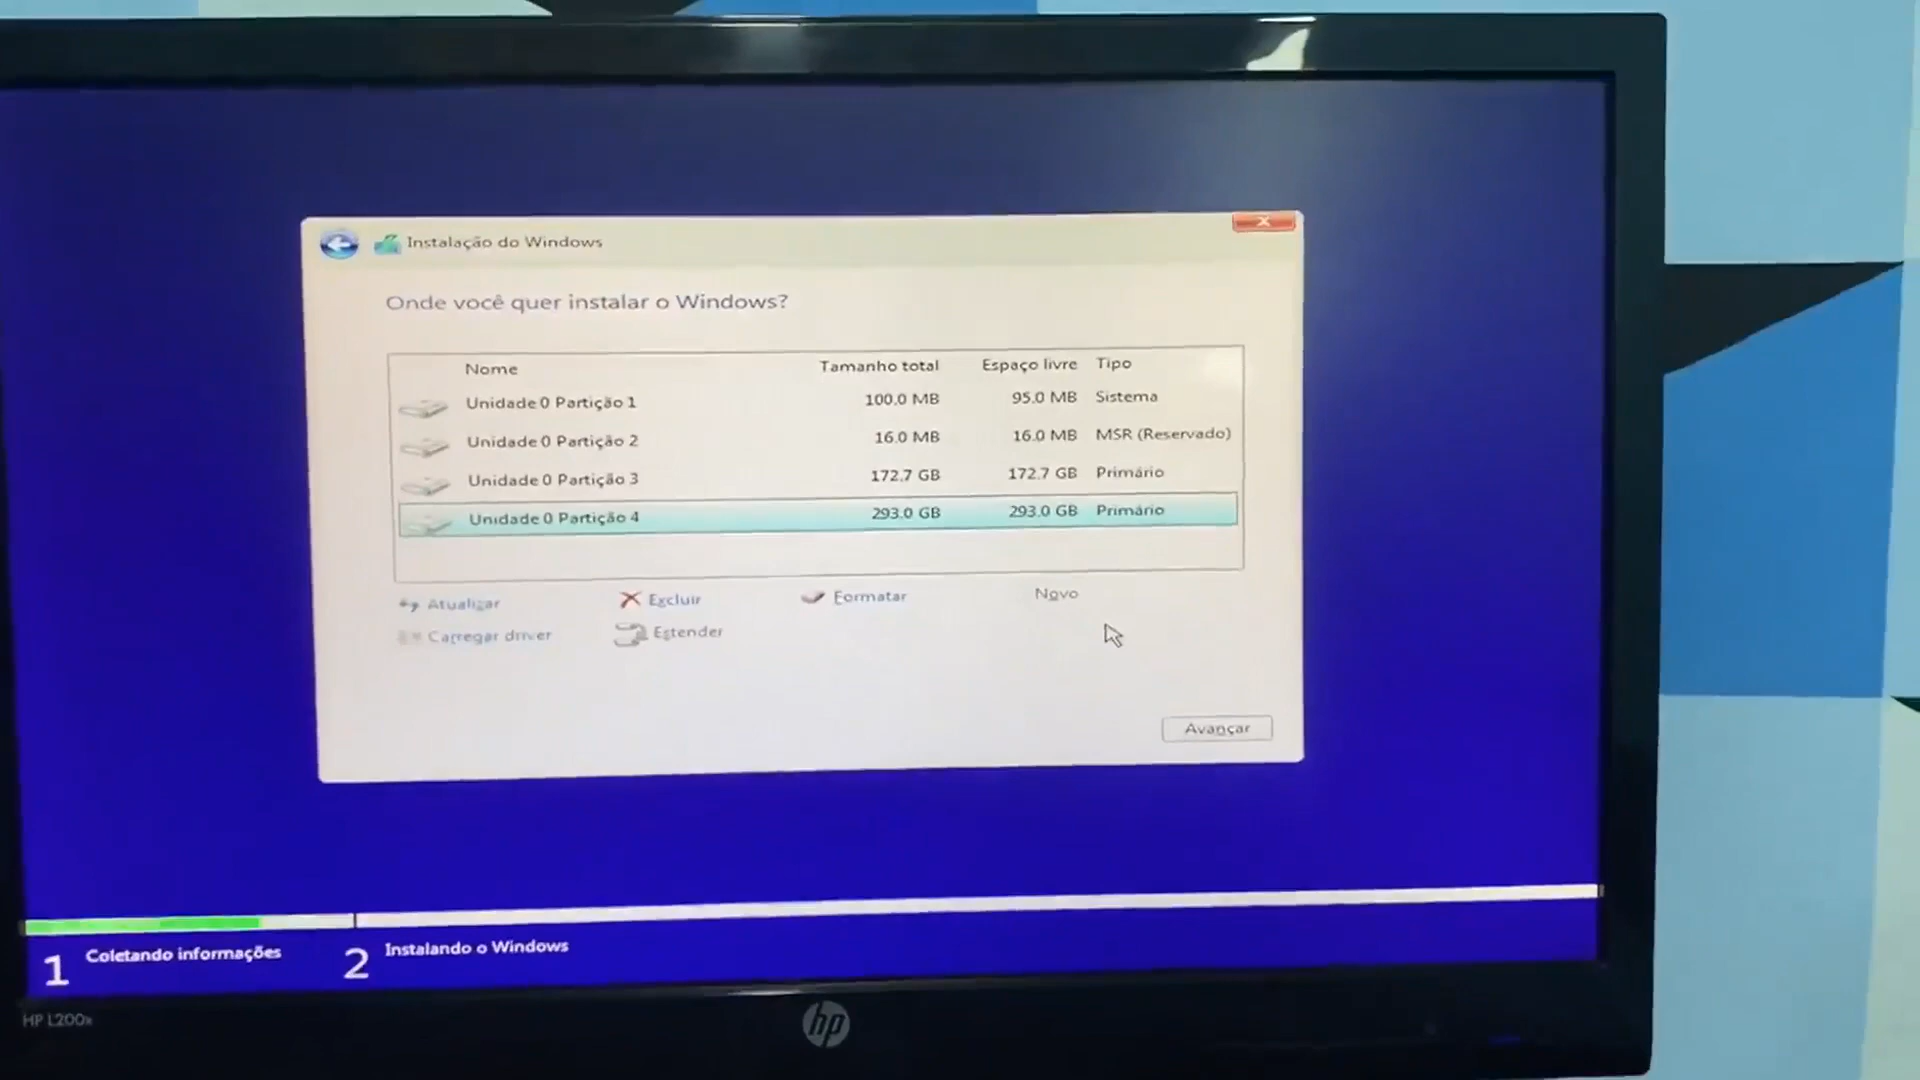 Instalação do Windows
Onde você quer instalar o Windows?
Nome Tamanho total Espaço livre Tipo
Unidade 0 Partição 1 100.0 MB 95.0 MB Sistema
Unidade 0 Partição 2 16.0 MB 16.0 MB MSR (Reservado)
Unidade 0 Partição 3 172.7 GB 172.7 GB Primário
Unidade 0 Partição 4 293.0 GB 293.0 GB Primário
Atualizar Excluir Formatar Novo
Carregar driver Estender
Avançar
1 Coletando informações 2 Instalando o Windows
HP L200x
hp